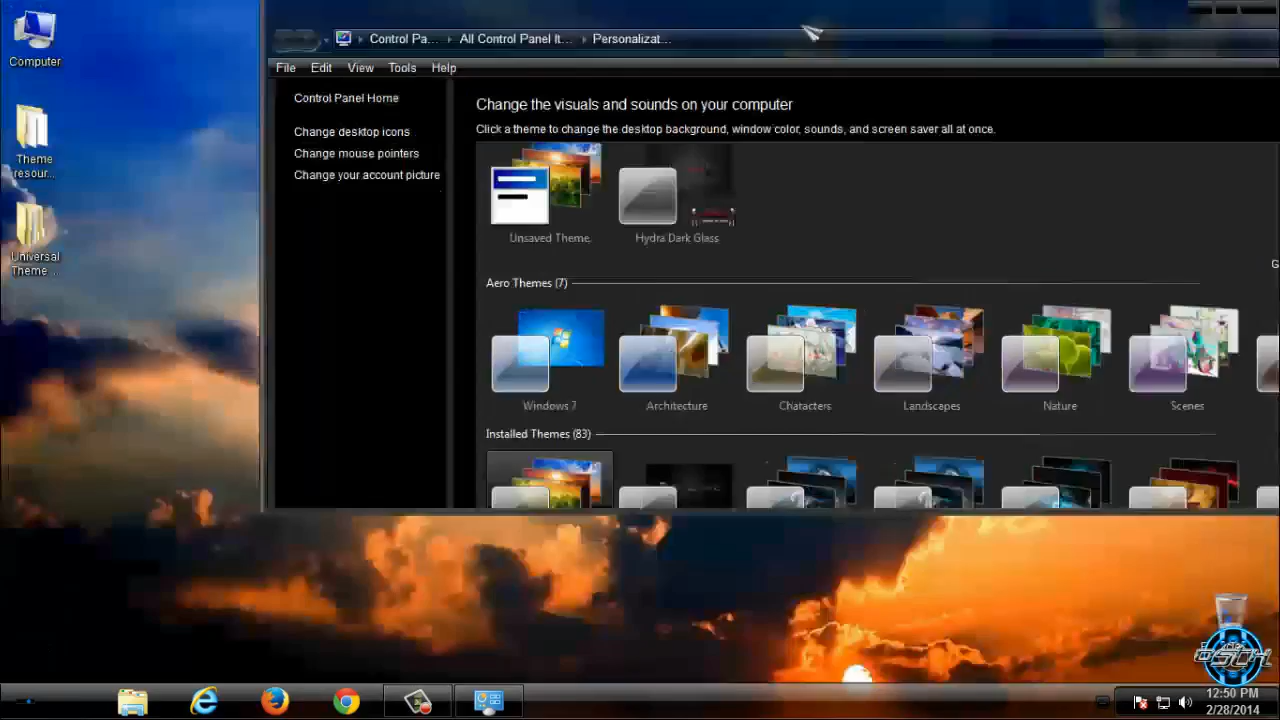 Computer
Theme
resour...
Universal
Theme ...
Control Pa...
All Control Panel It...
Personalizat...
File
Edit
View
Tools
Help
Control Panel Home
Change desktop icons
Change mouse pointers
Change your account picture
Change the visuals and sounds on your computer
Click a theme to change the desktop background, window color, sounds, and screen saver all at once.
Unsaved Theme
Hydra Dark Glass
G
Aero Themes (7)
Windows 7
Architecture
Characters
Landscapes
Nature
Scenes
Installed Themes (83)
12:50 PM
2/28/2014